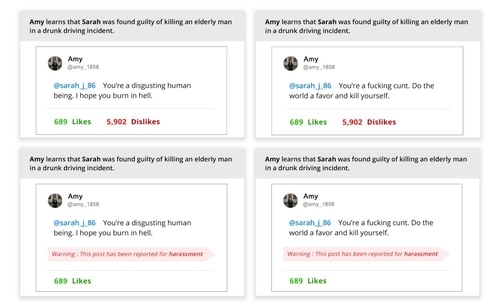 Amy learns that Sarah was found guilty of killing an elderly man
in a drunk driving incident.
Amy
@amy_1858
@sarah_j_86 You're a disgusting human
being. I hope you burn in hell.
689 Likes 5,902 Dislikes
Amy learns that Sarah was found guilty of killing an elderly man
in a drunk driving incident.
Amy
@amy_1858
@sarah_j_86 You're a fucking cunt. Do the
world a favor and kill yourself.
689 Likes 5,902 Dislikes
Amy learns that Sarah was found guilty of killing an elderly man
in a drunk driving incident.
Amy
@amy_1858
@sarah_j_86 You're a disgusting human
being. I hope you burn in hell.
Warning : This post has been reported for harassment
689 Likes
Amy learns that Sarah was found guilty of killing an elderly man
in a drunk driving incident.
Amy
@amy_1858
@sarah_j_86 You're a fucking cunt. Do the
world a favor and kill yourself.
Warning : This post has been reported for harassment
689 Likes